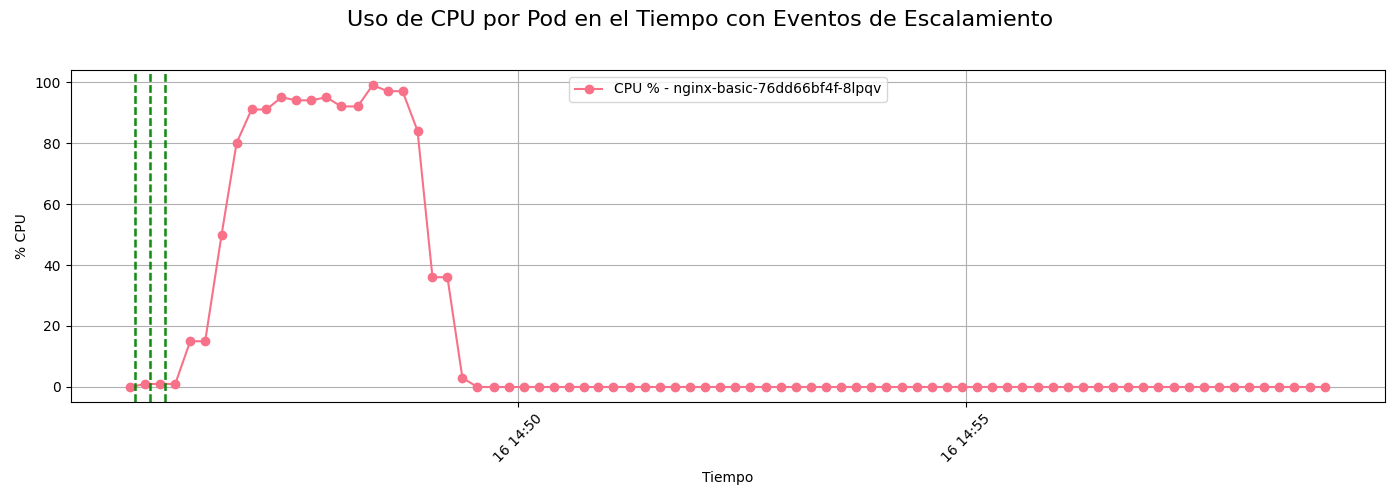 Uso de CPU por Pod en el Tiempo con Eventos de Escalamiento
CPU % - nginx-basic-76dd66bf4f-8lpqv
% CPU
100
80
60
40
20
0
16 14:50
16 14:55
Tiempo